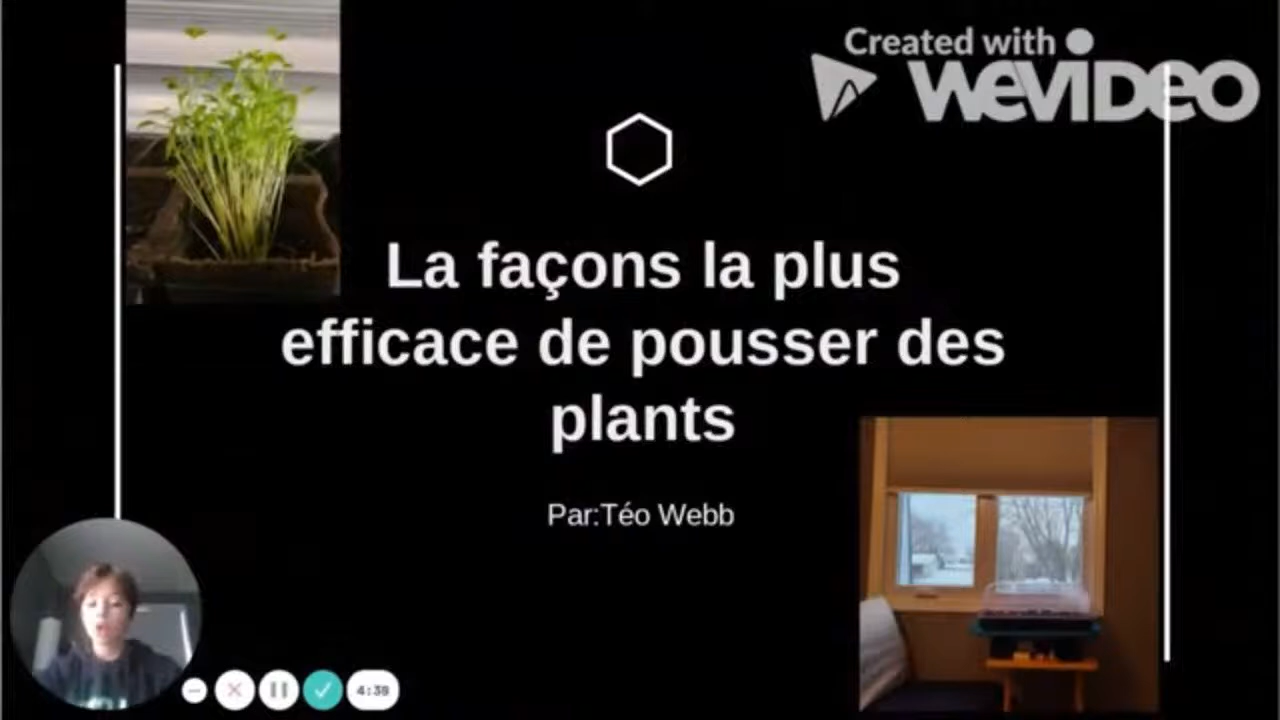 Created with
WEVIDEO
La façons la plus
efficace de pousser des
plants
Par:Téo Webb
4:39